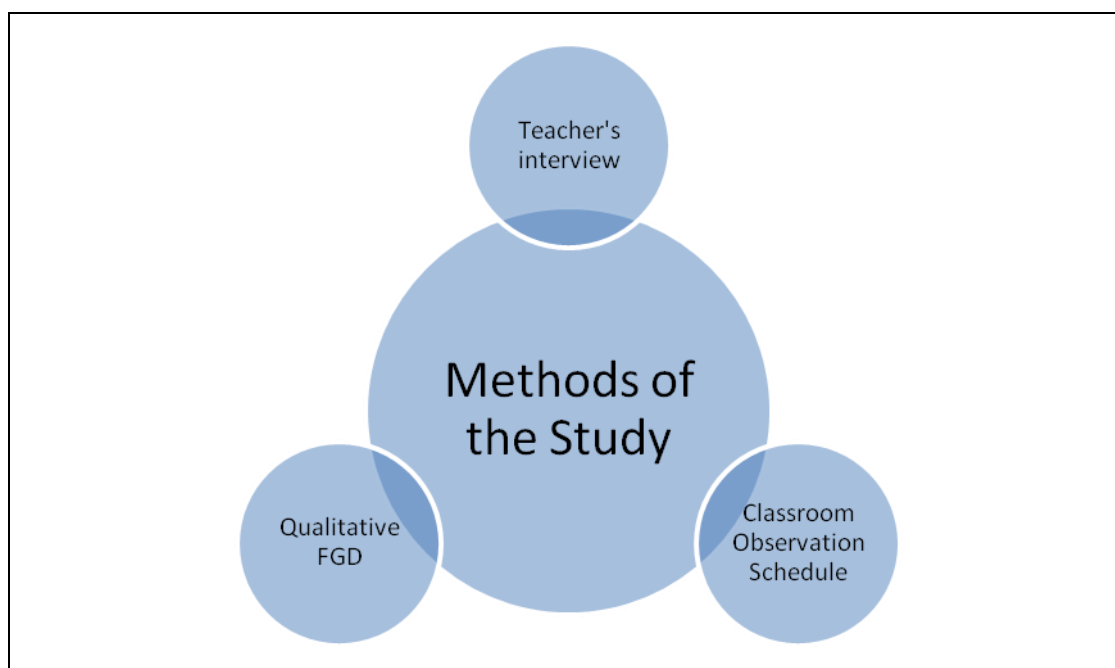 Teacher's
interview
Methods of
the Study
Qualitative
FGD
Classroom
Observation
Schedule